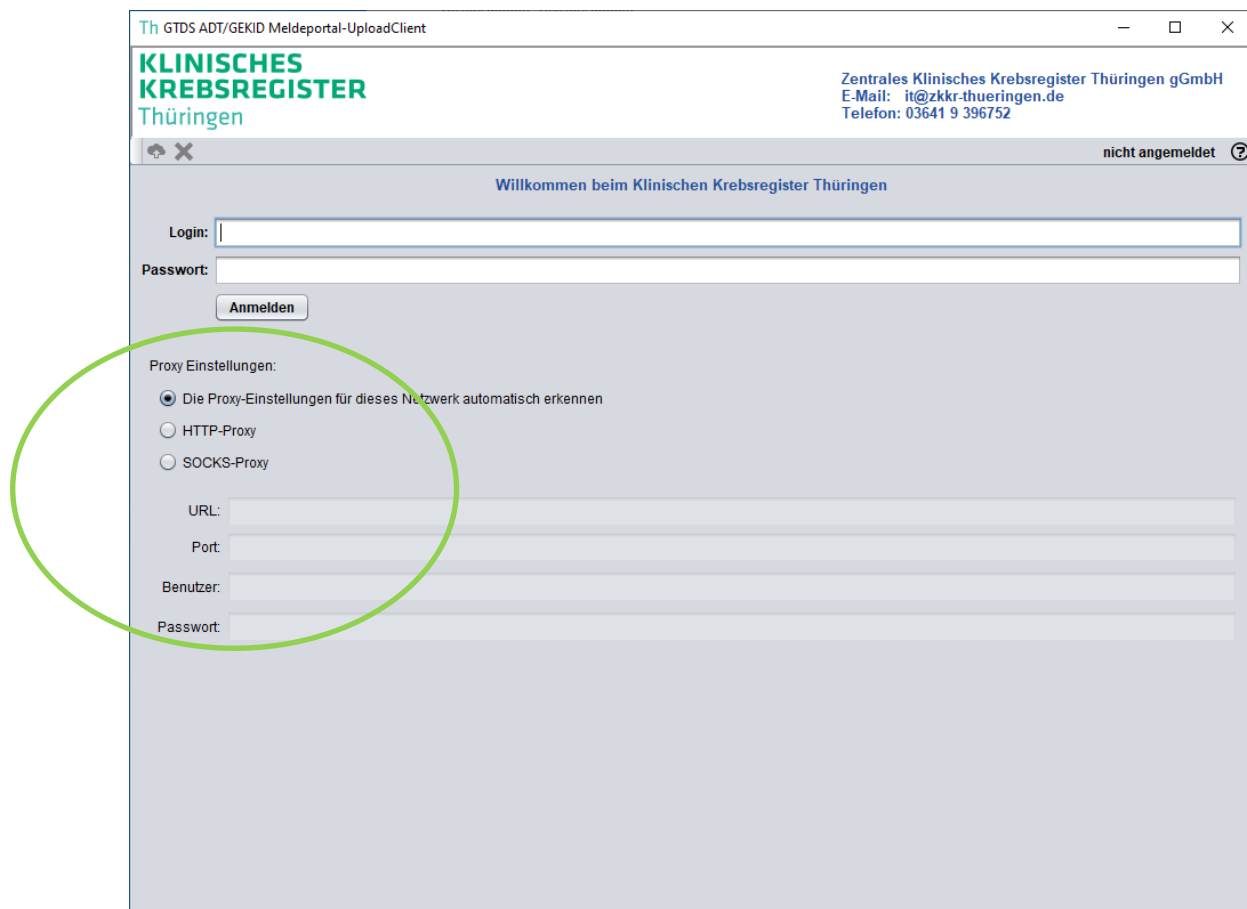 Th GTDS ADT/GEKID Meldeportal-UploadClient
KLINISCHES
KREBSREGISTER
Thüringen
Zentrales Klinisches Krebsregister Thüringen gGmbH
E-Mail: it@zkkr-thueringen.de
Telefon: 03641 9 396752
nicht angemeldet ?
Willkommen beim Klinischen Krebsregister Thüringen
Login:
Passwort:
Anmelden
Proxy Einstellungen:
Die Proxy-Einstellungen für dieses Netzwerk automatisch erkennen
HTTP-Proxy
SOCKS-Proxy
URL:
Port:
Benutzer:
Passwort: